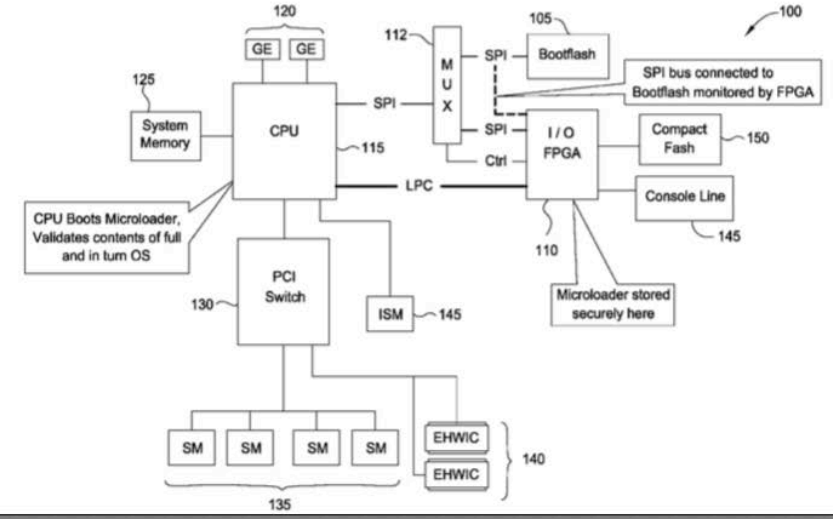 120
105
100
GE GE
112
SPI
Bootflash
125
M
U
X
SPI bus connected to
Bootflash monitored by FPGA
System
Memory
CPU
SPI
115
SPI
I/O
FPGA
Compact
Fash
150
Ctrl
LPC
Console Line
CPU Boots Microloader,
Validates contents of full
and in turn OS
145
110
PCI
Switch
130
Microloader stored
securely here
ISM
145
SM SM SM SM
EHWIC
EHWIC
140
135